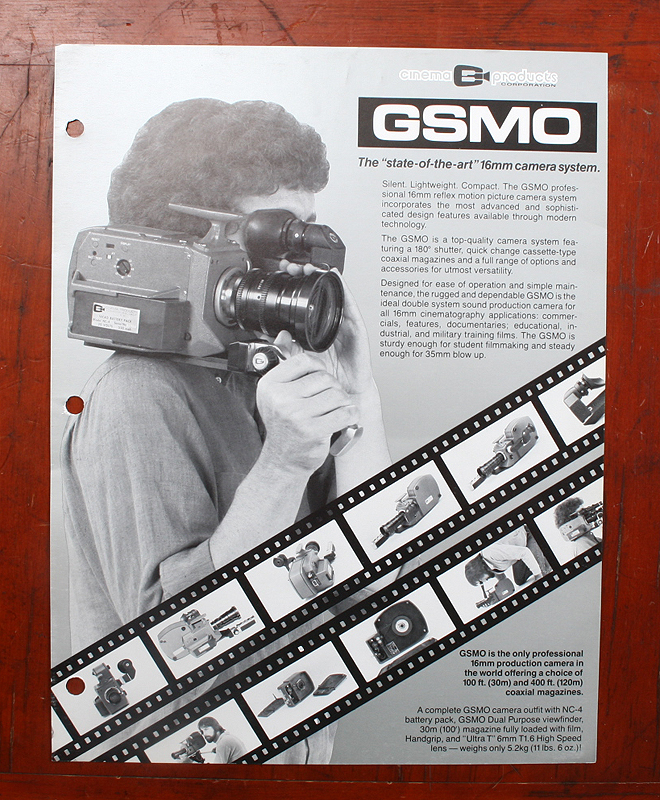 cinema products
CORPORATION
GSMO
The "state-of-the-art" 16mm camera system.
Silent. Lightweight. Compact. The GSMO profes-
sional 16mm reflex motion picture camera system
incorporates the most advanced and sophisti-
cated design features available through modern
technology.
The GSMO is a top-quality camera system fea-
turing a 180° shutter, quick change cassette-type
coaxial magazines and a full range of options and
accessories for utmost versatility.
Designed for ease of operation and simple main-
tenance, the rugged and dependable GSMO is the
ideal double system sound production camera for
all 16mm cinematography applications: commer-
cials, features, documentaries; educational, in-
dustrial, and military training films. The GSMO is
sturdy enough for student filmmaking and steady
enough for 35mm blow up.
GSMO is the only professional
16mm production camera in
the world offering a choice of
100 ft. (30m) and 400 ft. (120m)
coaxial magazines.
A complete GSMO camera outfit with NC-4
battery pack, GSMO Dual Purpose viewfinder,
30m (100') magazine fully loaded with film,
Handgrip, and "Ultra T" 6mm T1.6 High Speed
lens — weighs only 5.2kg (11 lbs. 6 oz.)!